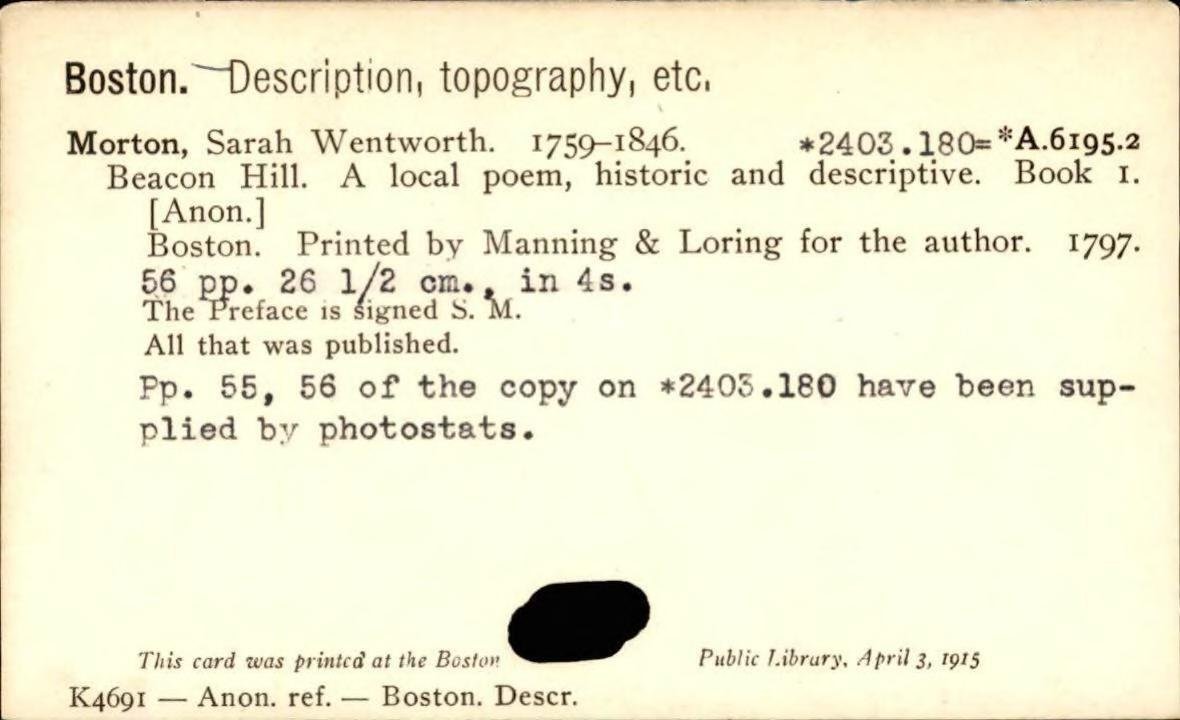 Boston. — Description, topography, etc.
Morton, Sarah Wentworth. 1759–1846. *2403.180=*A.6195.2
Beacon Hill. A local poem, historic and descriptive. Book 1.
[Anon.]
Boston. Printed by Manning & Loring for the author. 1797.
56 pp. 26 1/2 cm., in 4s.
The Preface is signed S. M.
All that was published.
Pp. 55, 56 of the copy on *2403.180 have been sup-
plied by photostats.
This card was printed at the Boston Public Library, April 3, 1915
K4691 — Anon. ref. — Boston. Descr.